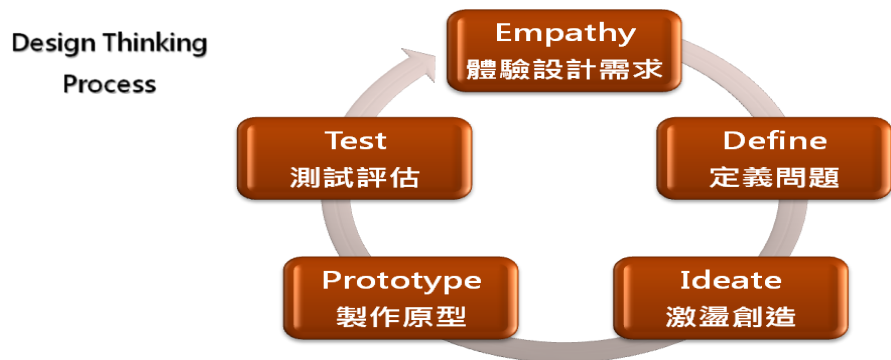 Design Thinking
Process
Empathy
體驗設計需求
Define
定義問題
Ideate
激盪創造
Prototype
製作原型
Test
測試評估